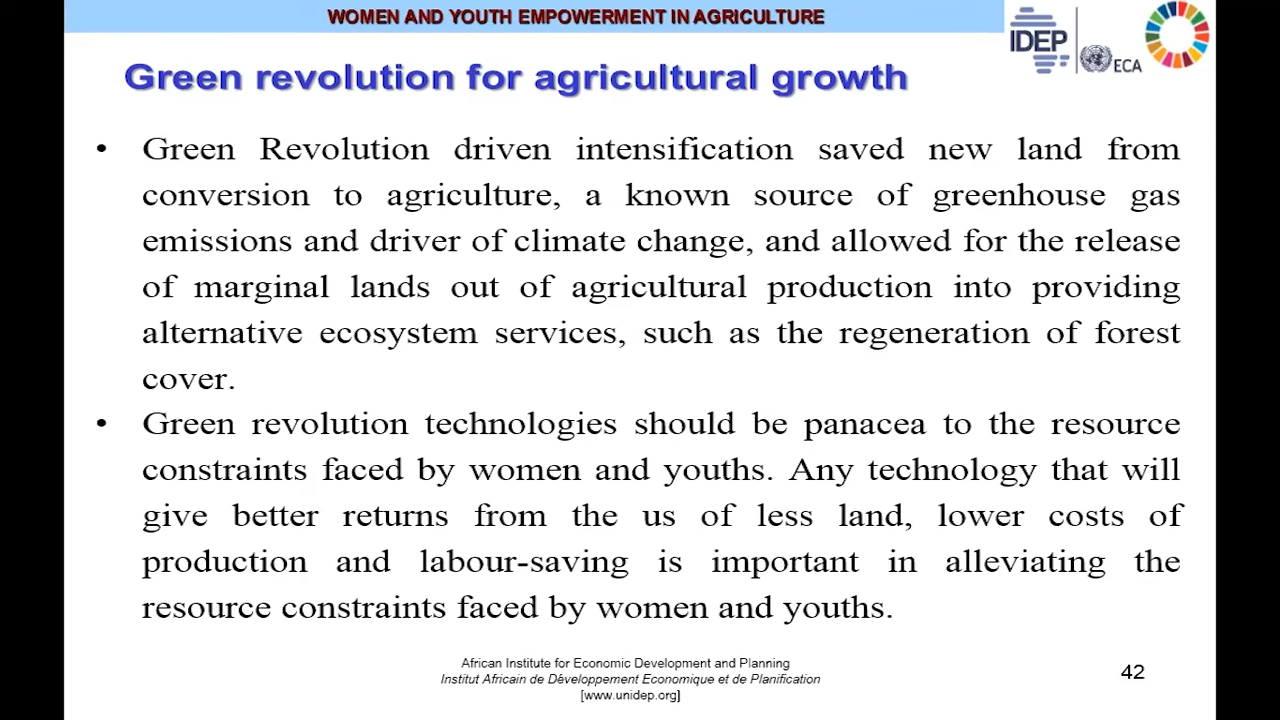 WOMEN AND YOUTH EMPOWERMENT IN AGRICULTURE
IDEP
ECA
Green revolution for agricultural growth
• Green Revolution driven intensification saved new land from
conversion to agriculture, a known source of greenhouse gas
emissions and driver of climate change, and allowed for the release
of marginal lands out of agricultural production into providing
alternative ecosystem services, such as the regeneration of forest
cover.
• Green revolution technologies should be panacea to the resource
constraints faced by women and youths. Any technology that will
give better returns from the us of less land, lower costs of
production and labour-saving is important in alleviating the
resource constraints faced by women and youths.
African Institute for Economic Development and Planning
Institut Africain de Développement Economique et de Planification
[www.unidep.org]
42